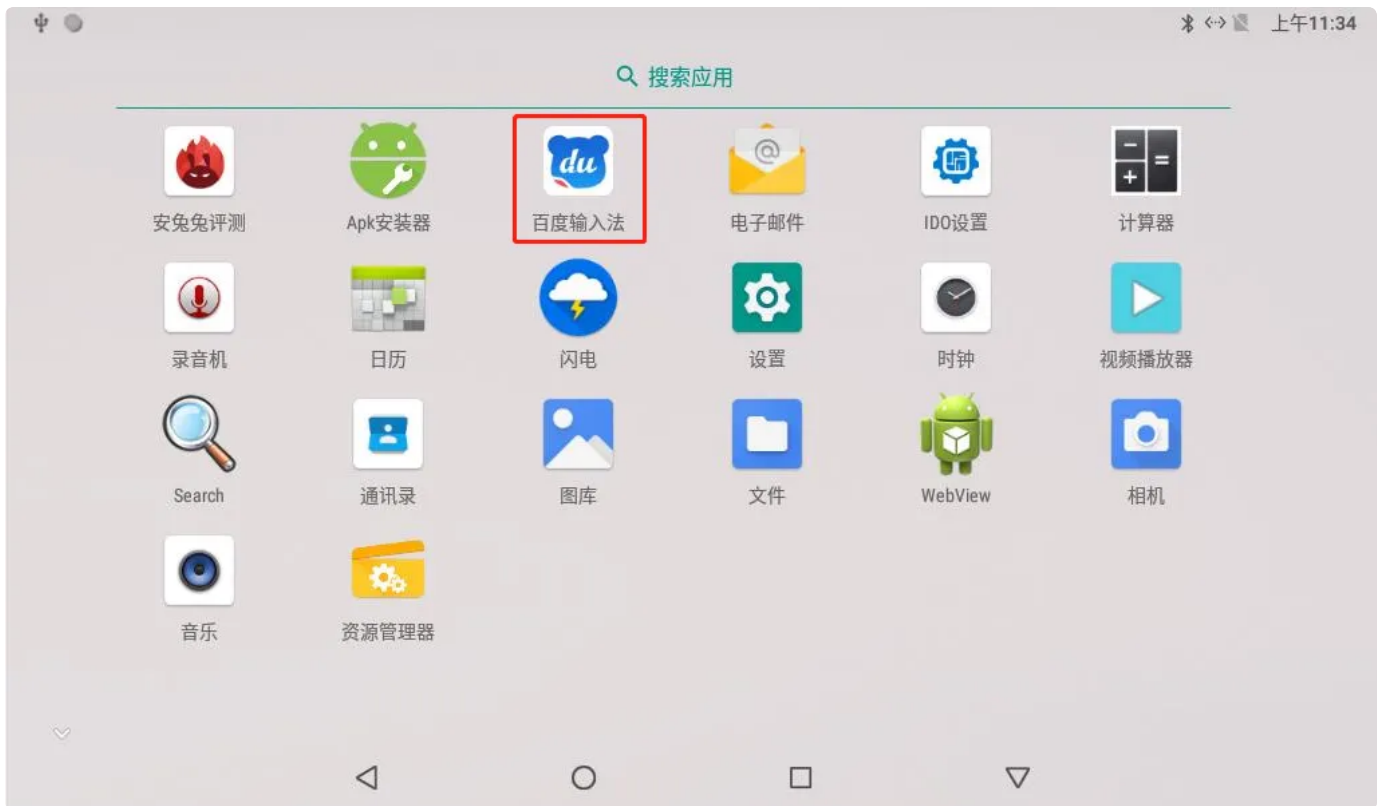 上午11:34
搜索应用
du
@
安兔兔评测
Apk安装器
百度输入法
电子邮件
IDO设置
计算器
录音机
日历
闪电
设置
时钟
视频播放器
Search
通讯录
图库
文件
WebView
相机
音乐
资源管理器